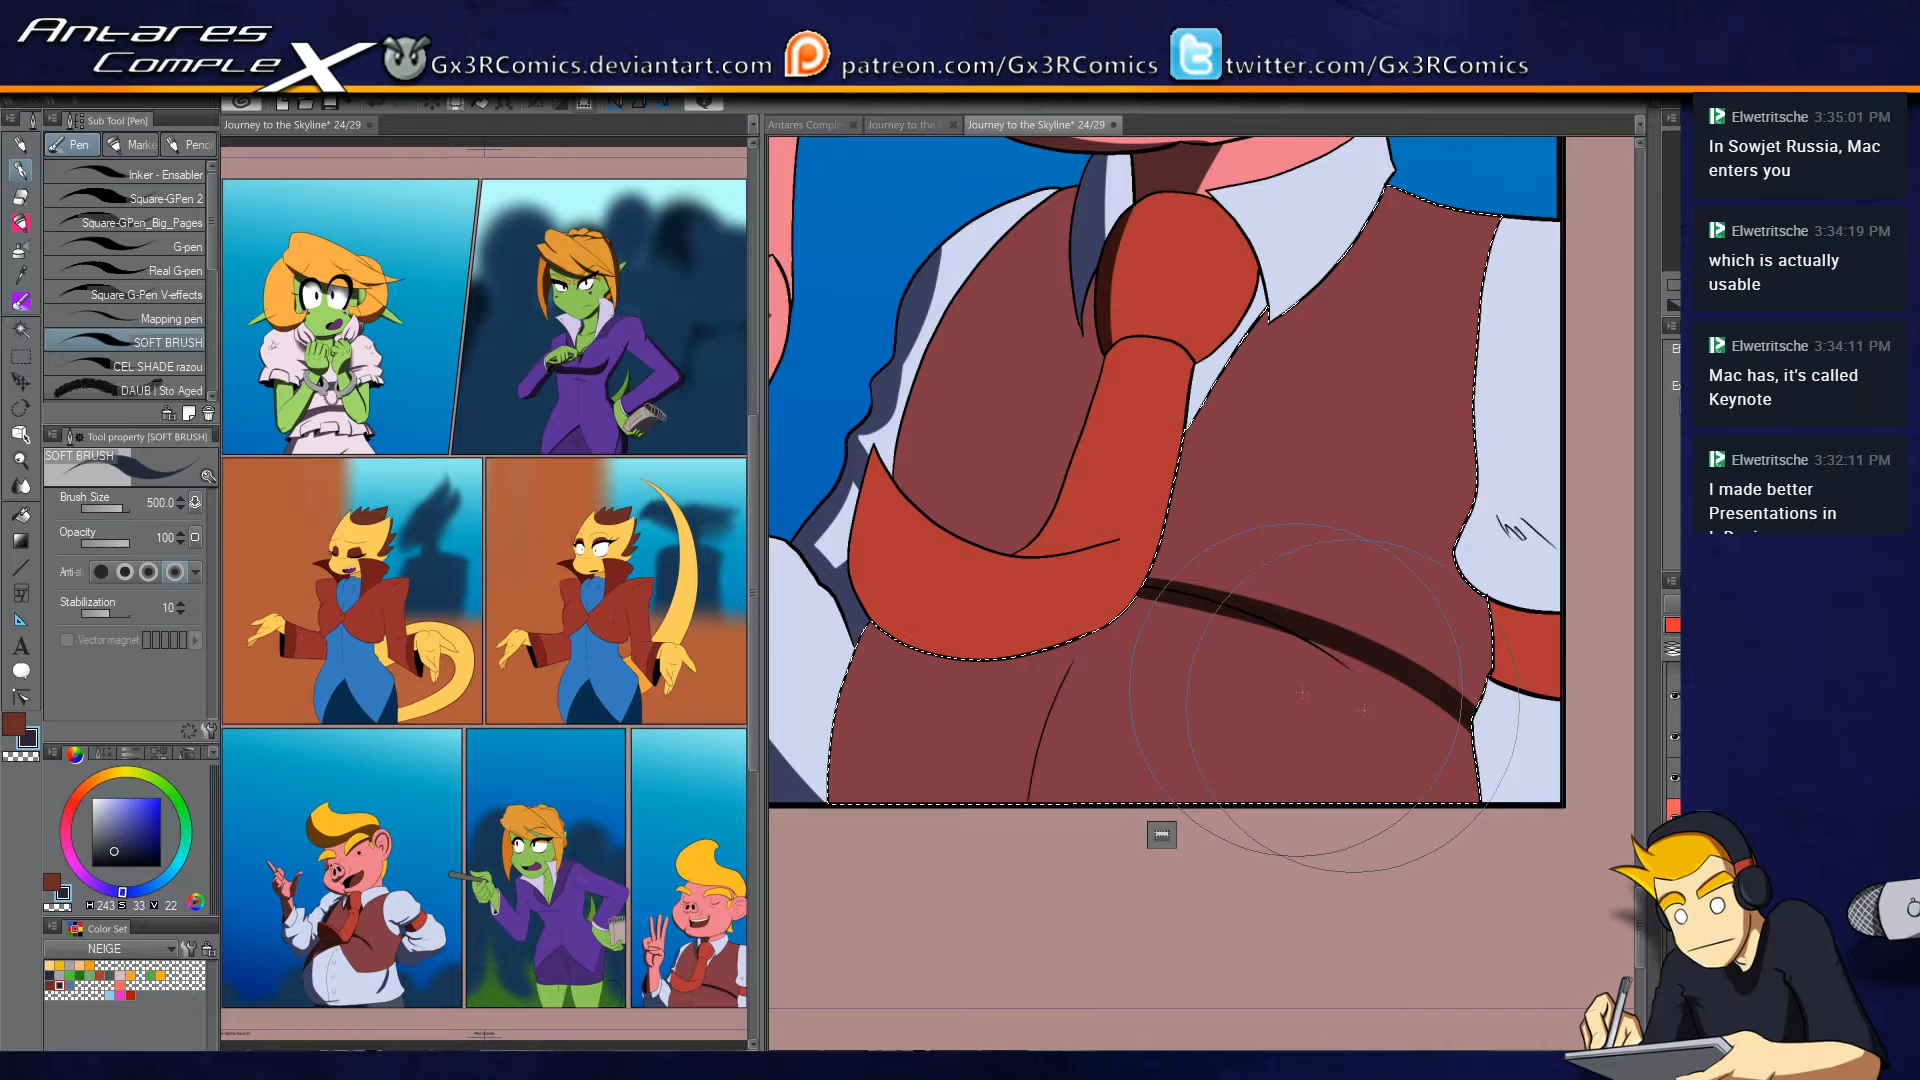 Antares
CompleX
Gx3RComics.deviantart.com
patreon.com/Gx3RComics
twitter.com/Gx3RComics
Sub Tool [Pen]
Pen
Marke
Pencil
Inker - Ensabler
Square-GPen 2
Square-GPen_Big_Pages
G-pen
Real G-pen
Square G-Pen V-effects
Mapping pen
SOFT BRUSH
CEL SHADE razou
DAUB | Sto Aged
Tool property [SOFT BRUSH]
SOFT BRUSH
Brush Size
500.0
Opacity
100
Anti-al
Stabilization
10
Vector magnet
H 243 S 33 V 22
Color Set
NEIGE
Journey to the Skyline* 24/29
Antares Compl
Journey to the S
Journey to the Skyline* 24/29
Elwetritsche 3:35:01 PM
In Sowjet Russia, Mac
enters you
Elwetritsche 3:34:19 PM
which is actually
usable
Elwetritsche 3:34:11 PM
Mac has, it's called
Keynote
Elwetritsche 3:32:11 PM
I made better
Presentations in